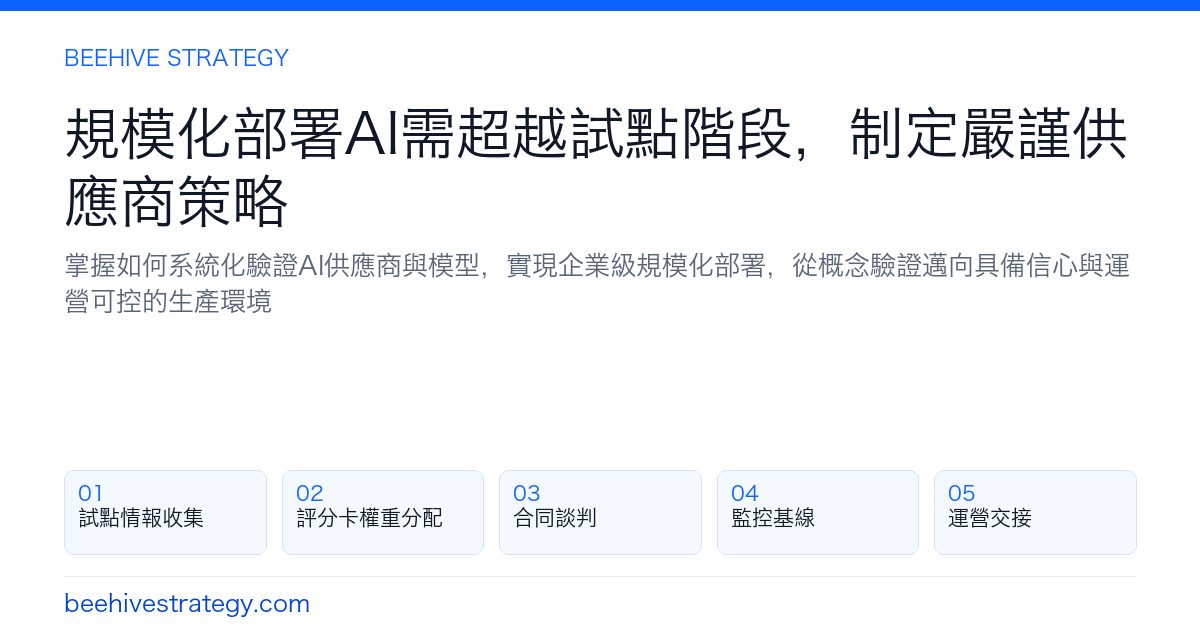 BEEHIVE STRATEGY
規模化部署AI需超越試點階段，制定嚴謹供
應商策略
掌握如何系統化驗證AI供應商與模型，實現企業級規模化部署，從概念驗證邁向具備信心與運
營可控的生產環境
01
試點情報收集
02
評分卡權重分配
03
合同談判
04
監控基線
05
運營交接
beehivestrategy.com